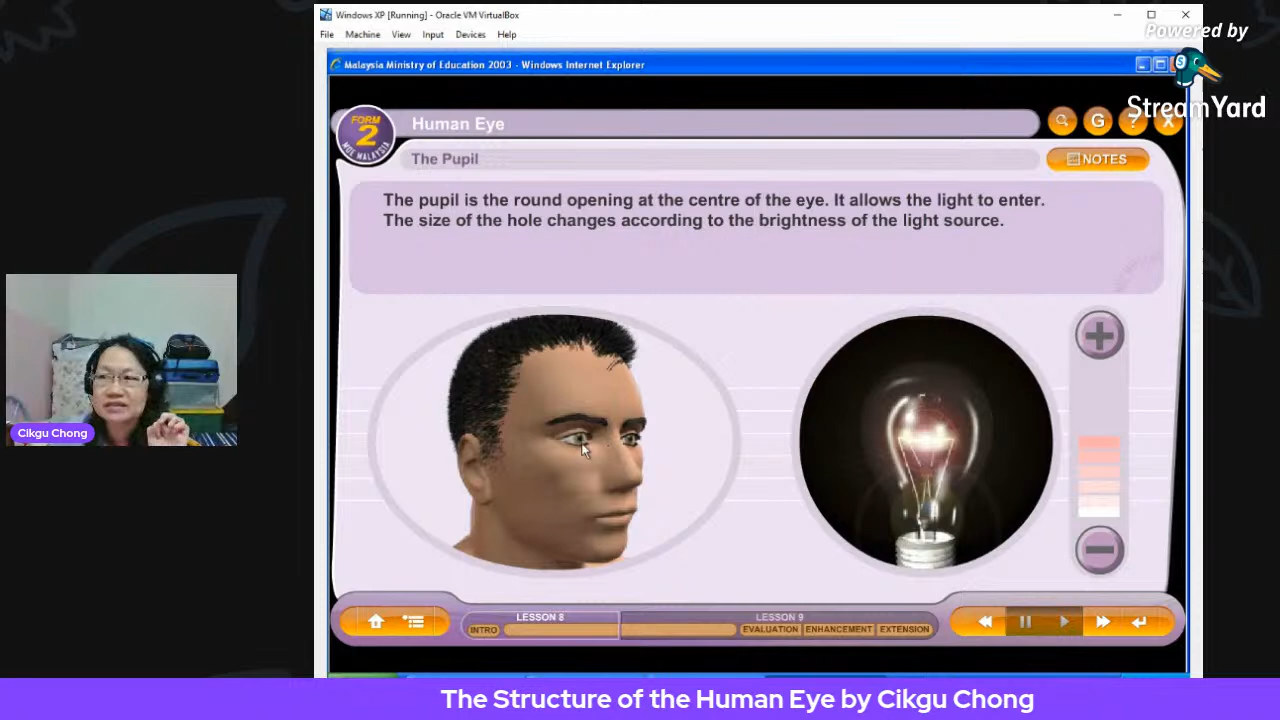 Windows XP [Running] - Oracle VM VirtualBox
File Machine View Input Devices Help
Powered by
StreamYard
Malaysia Ministry of Education 2003 - Windows Internet Explorer
FORM
2
MOE MALAYSIA
Human Eye
G ? X
The Pupil
NOTES
The pupil is the round opening at the centre of the eye. It allows the light to enter.
The size of the hole changes according to the brightness of the light source.
Cikgu Chong
LESSON 8
LESSON 9
INTRO
EVALUATION ENHANCEMENT EXTENSION
The Structure of the Human Eye by Cikgu Chong